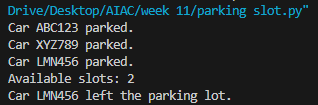 Drive/Desktop/AIAC/week 11/parking slot.py"
Car ABC123 parked.
Car XYZ789 parked.
Car LMN456 parked.
Available slots: 2
Car LMN456 left the parking lot.